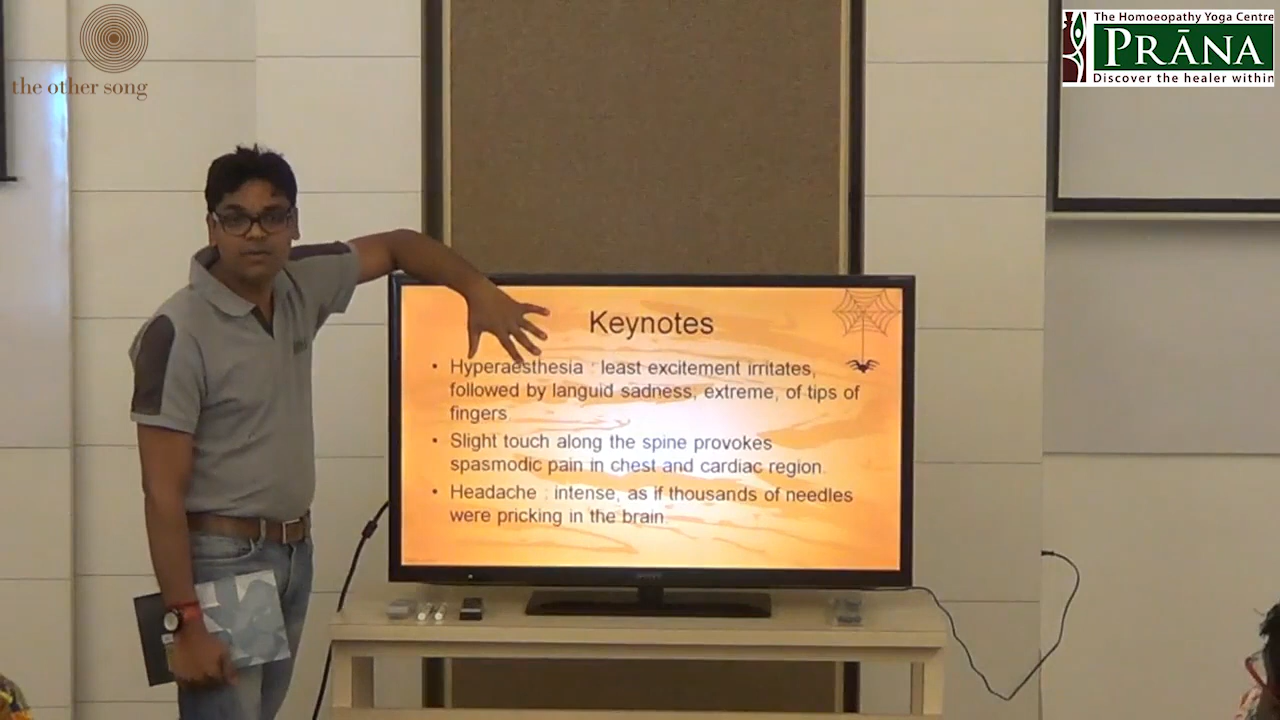 the other song
The Homoeopathy Yoga Centre
PRĀNA
Discover the healer within
Keynotes
• Hyperaesthesia : least excitement irritates,
followed by languid sadness, extreme, of tips of
fingers
• Slight touch along the spine provokes
spasmodic pain in chest and cardiac region.
• Headache : intense, as if thousands of needles
were pricking in the brain.